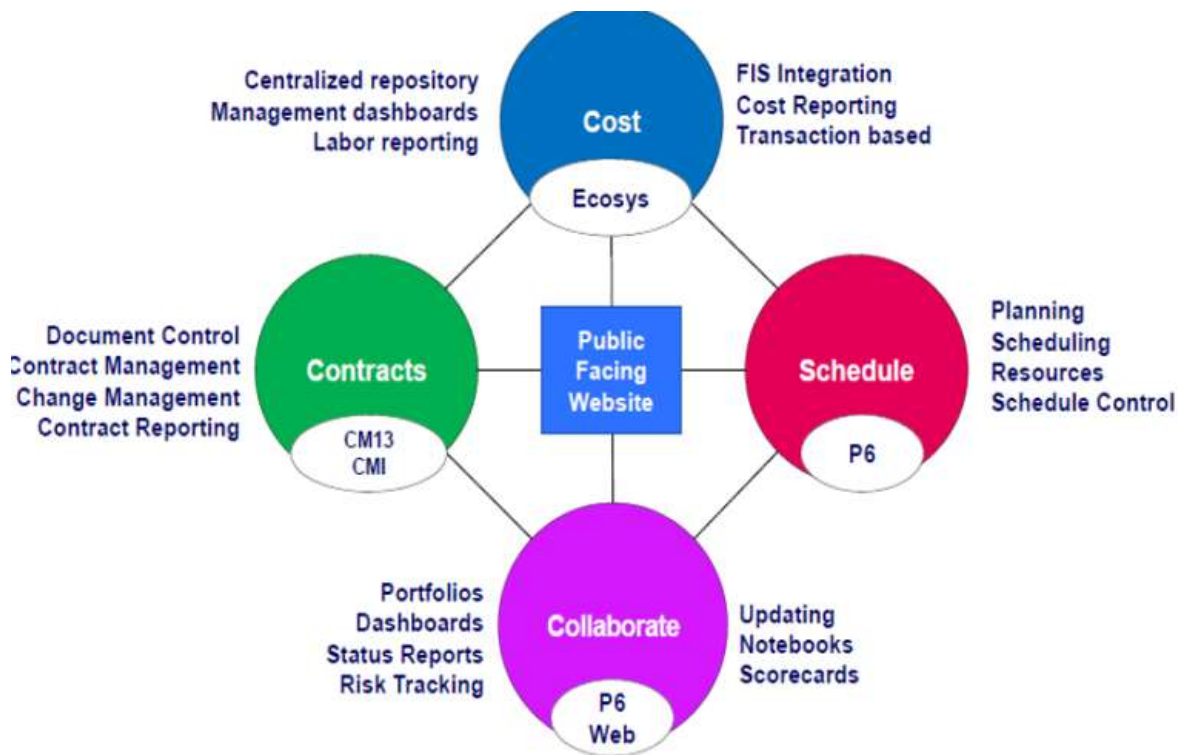 Centralized repository
Management dashboards
Labor reporting
Cost
Ecosys
FIS Integration
Cost Reporting
Transaction based
Document Control
Contract Management
Change Management
Contract Reporting
Contracts
CM13
CMI
Public
Facing
Website
Schedule
P6
Planning
Scheduling
Resources
Schedule Control
Portfolios
Dashboards
Status Reports
Risk Tracking
Collaborate
P6
Web
Updating
Notebooks
Scorecards